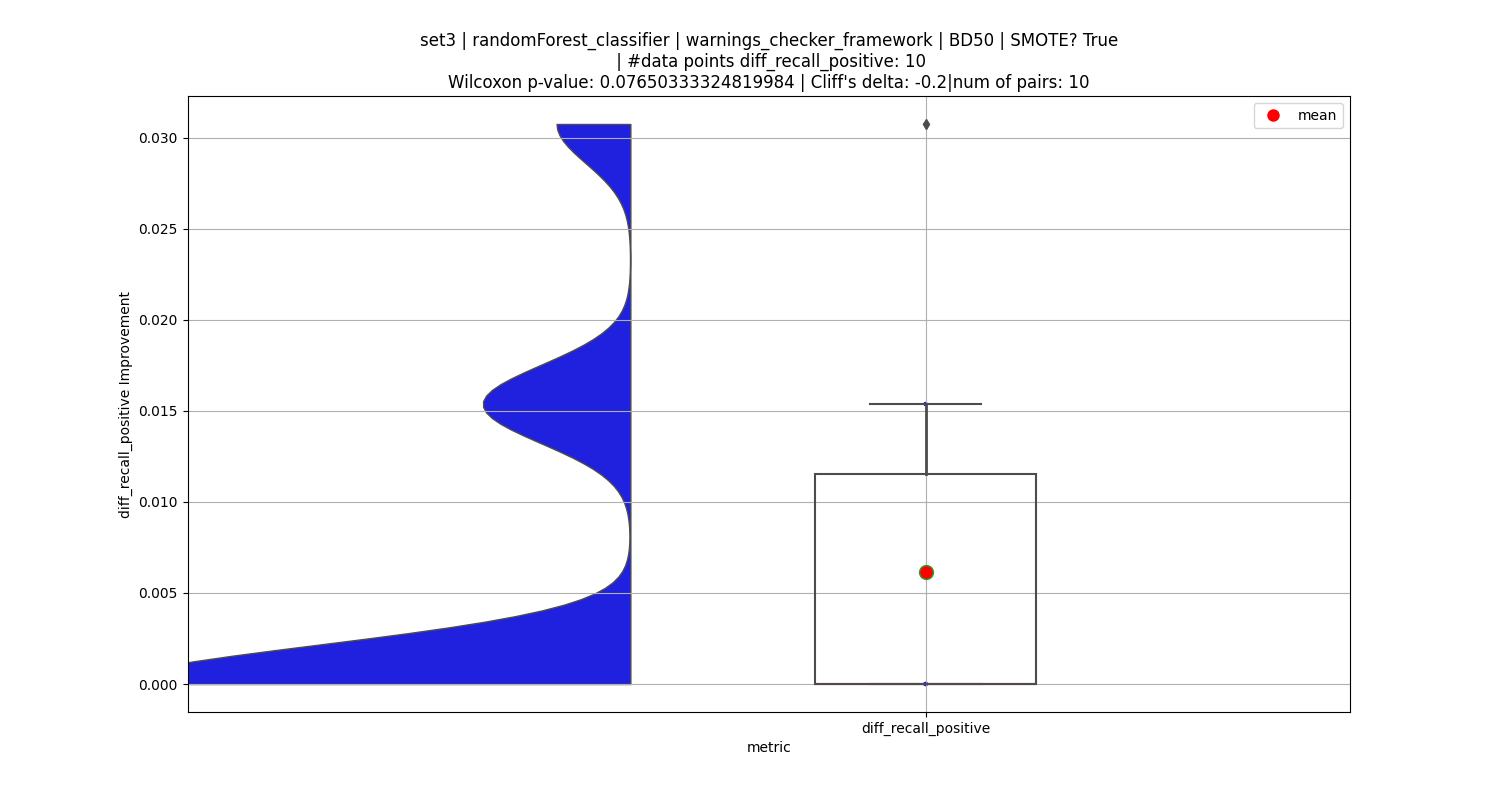 set3 | randomForest_classifier | warnings_checker_framework | BD50 | SMOTE? True
| #data points diff_recall_positive: 10
Wilcoxon p-value: 0.07650333324819984 | Cliff's delta: -0.2|num of pairs: 10
mean
0.030
0.025
0.020
0.015
0.010
0.005
0.000
diff_recall_positive Improvement
diff_recall_positive
metric